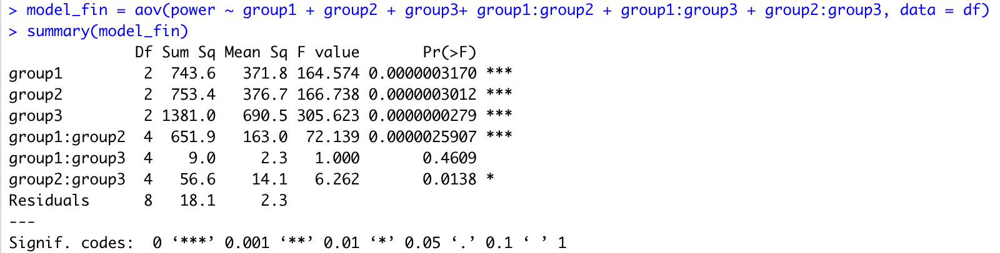 > model_fin = aov(power ~ group1 + group2 + group3+ group1:group2 + group1:group3 + group2:group3, data = df)
> summary(model_fin)
              Df Sum Sq Mean Sq F value       Pr(>F)
group1         2  743.6   371.8 164.574 0.0000003170 ***
group2         2  753.4   376.7 166.738 0.0000003012 ***
group3         2 1381.0   690.5 305.623 0.0000000279 ***
group1:group2  4  651.9   163.0  72.139 0.0000025907 ***
group1:group3  4    9.0     2.3   1.000       0.4609
group2:group3  4   56.6    14.1   6.262       0.0138 *
Residuals      8   18.1     2.3
---
Signif. codes:  0 ‘***’ 0.001 ‘**’ 0.01 ‘*’ 0.05 ‘.’ 0.1 ‘ ’ 1